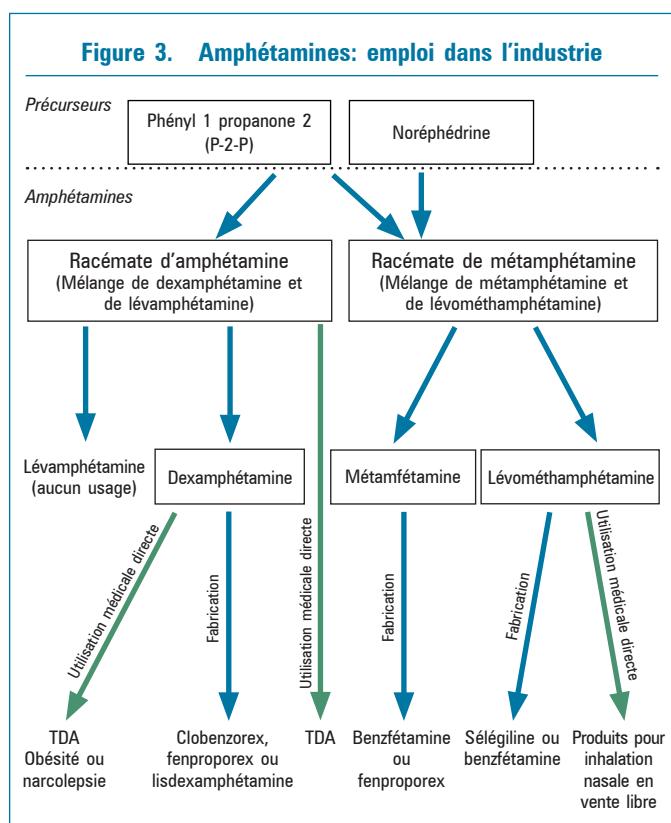 Figure 3. Amphétamines: emploi dans l'industrie
Précurseurs
Phényl 1 propanone 2
(P-2-P)
Noréphédrine
Amphétamines
Racémate d'amphétamine
(Mélange de dexamphétamine et
de lévamphétamine)
Racémate de métamphétamine
(Mélange de métamphétamine et
de lévométhamphétamine)
Lévamphétamine
(aucun usage)
Dexamphétamine
Métamfétamine
Lévométhamphétamine
Utilisation médicale directe
Fabrication
Utilisation médicale directe
Fabrication
Fabrication
Utilisation médicale directe
TDA
Obésité ou
narcolepsie
Clobenzorex,
fenproporex ou
lisdexamphétamine
TDA
Benzfétamine
ou
fenproporex
Sélégiline ou
benzfétamine
Produits pour
inhalation
nasale en
vente libre